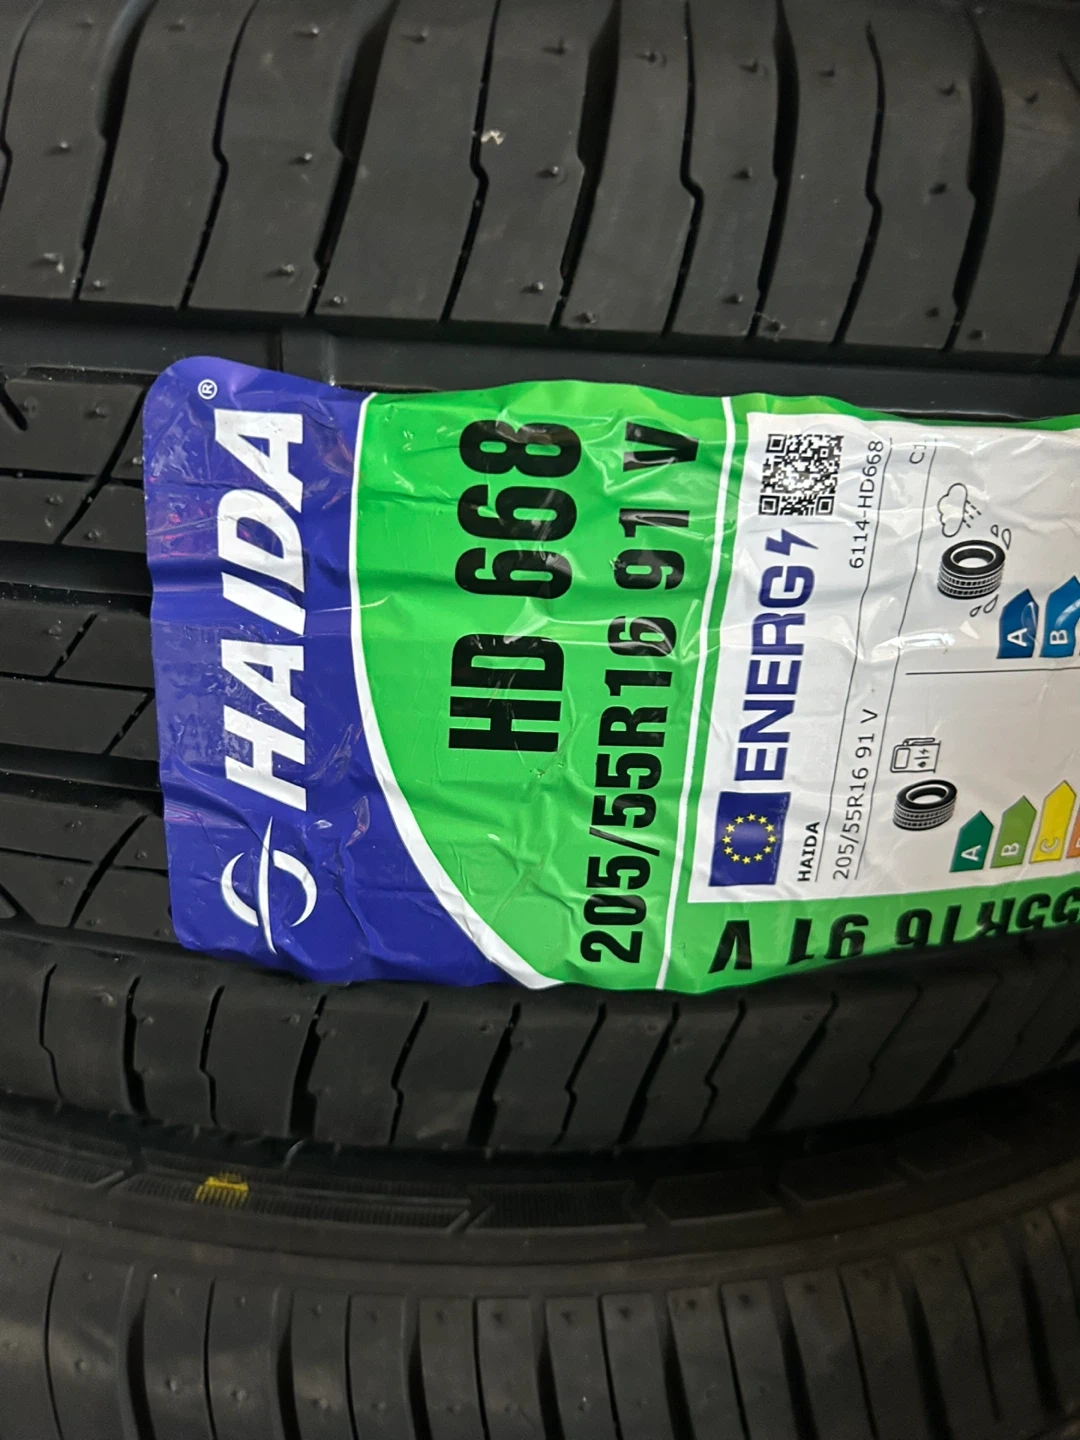 HAIDA®
HD 668
205/55R16 91 V
ENERG
HAIDA
6114-HD668
205/55R16 91 V
C1
A
B
A
B
C
55R16 91 V